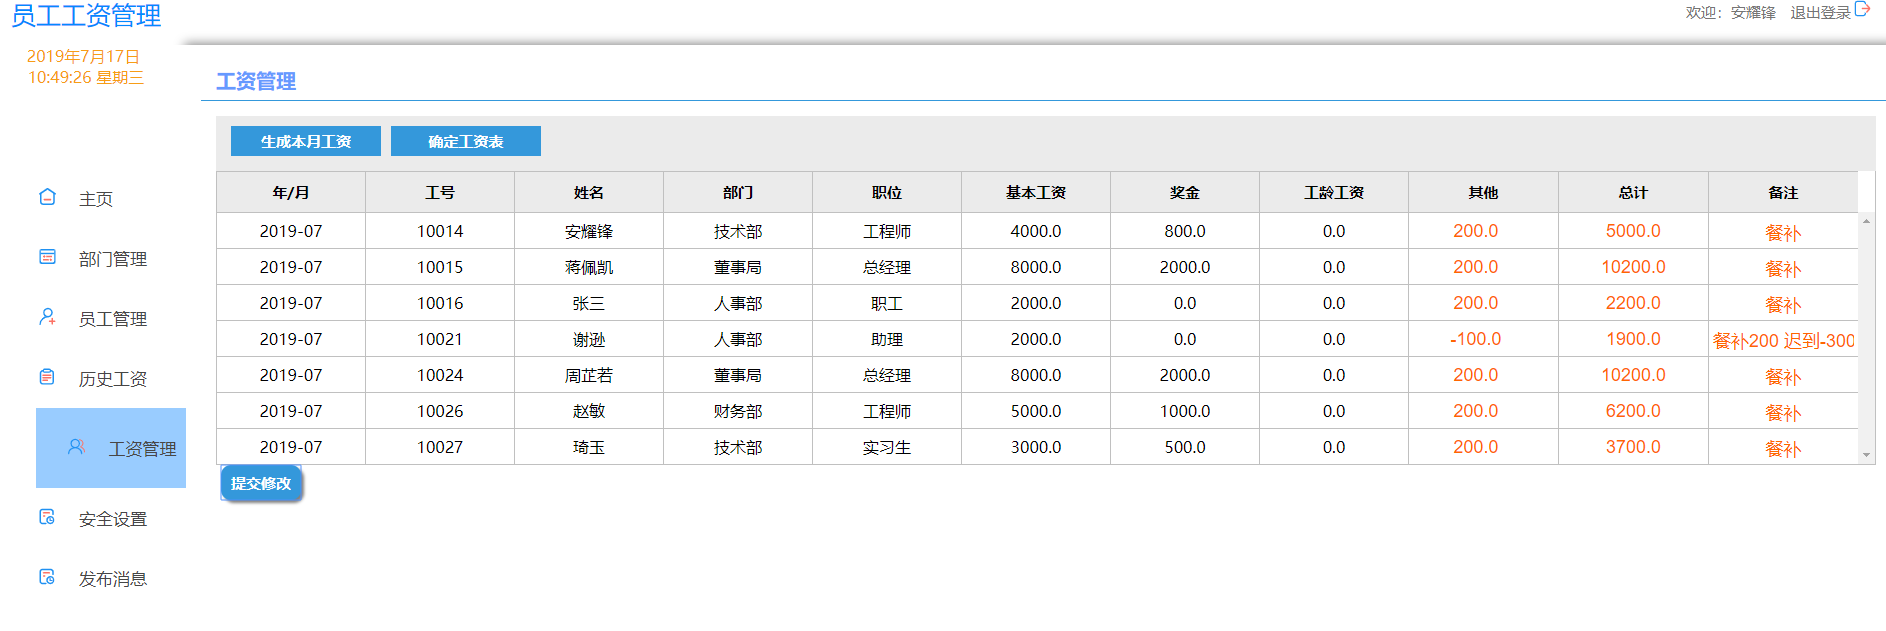 员工工资管理
欢迎：安耀锋 退出登录
2019年7月17日
10:49:26 星期三
工资管理
生成本月工资 确定工资表
年/月 工号 姓名 部门 职位 基本工资 奖金 工龄工资 其他 总计 备注
2019-07 10014 安耀锋 技术部 工程师 4000.0 800.0 0.0 200.0 5000.0 餐补
2019-07 10015 蒋佩凯 董事局 总经理 8000.0 2000.0 0.0 200.0 10200.0 餐补
2019-07 10016 张三 人事部 职工 2000.0 0.0 0.0 200.0 2200.0 餐补
2019-07 10021 谢逊 人事部 助理 2000.0 0.0 0.0 -100.0 1900.0 餐补200 迟到-300
2019-07 10024 周芷若 董事局 总经理 8000.0 2000.0 0.0 200.0 10200.0 餐补
2019-07 10026 赵敏 财务部 工程师 5000.0 1000.0 0.0 200.0 6200.0 餐补
2019-07 10027 琦玉 技术部 实习生 3000.0 500.0 0.0 200.0 3700.0 餐补
提交修改
主页
部门管理
员工管理
历史工资
工资管理
安全设置
发布消息